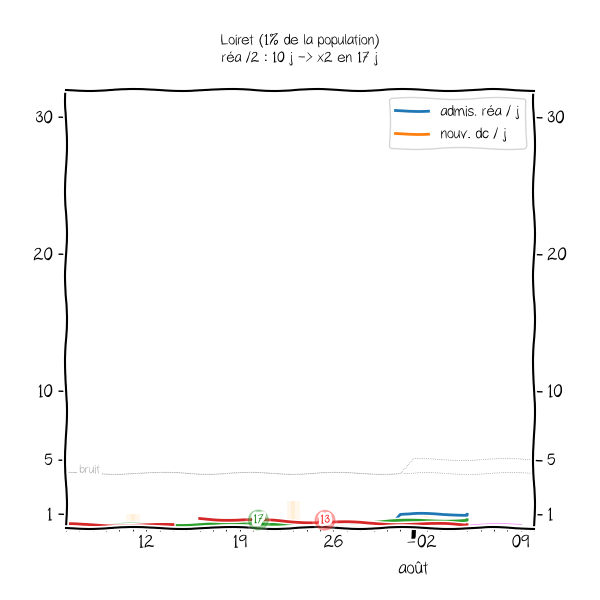 Loiret (1% de la population)
réa /2 : 10 j -> x2 en 17 j
admis. réa / j
nouv. dc / j
30
30
20
20
10
10
5
bruit
5
1
17
13
1
12
19
26
02
09
août